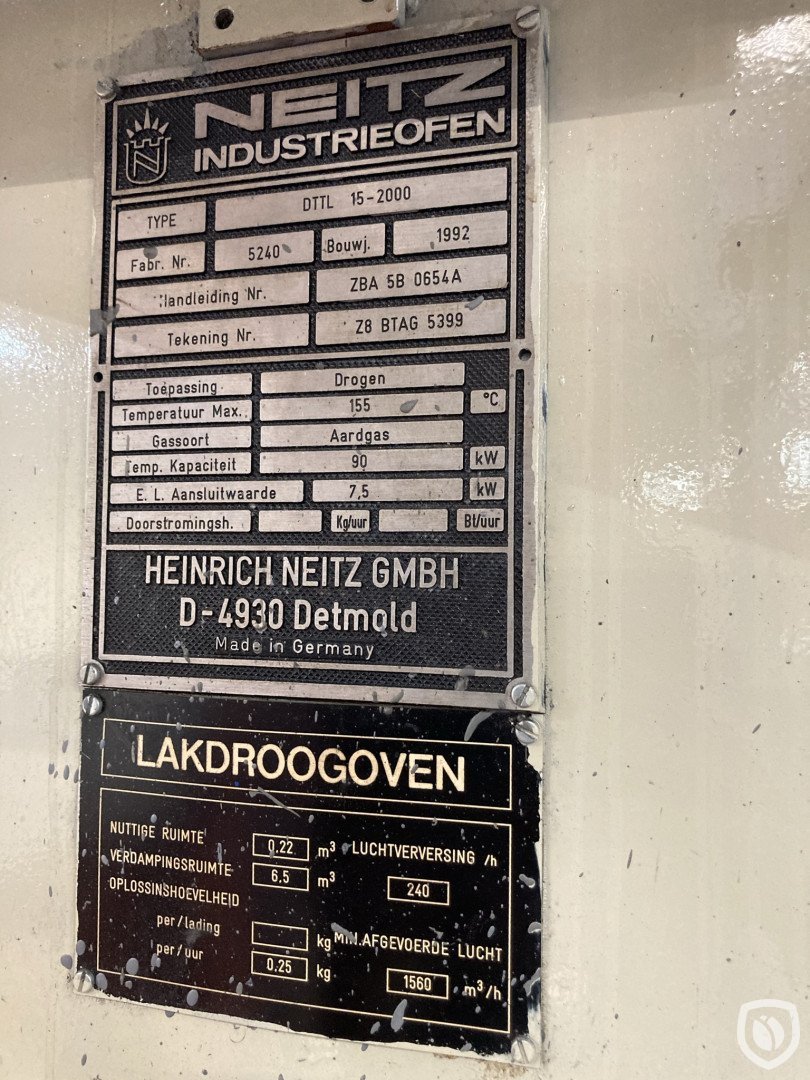 NEITZ
INDUSTRIEOFEN
TYPE DTTL 15-2000
Fabr. Nr. 5240 Bouwj. 1992
Handleiding Nr. ZBA 5B 0654A
Tekening Nr. Z8 BTAG 5399
Toepassing Drogen
Temperatuur Max. 155 °C
Gassoort Aardgas
Temp. Kapaciteit 90 kW
E. L. Aansluitwaarde 7,5 kW
Doorstromingsh. Kg/uur Bt/uur
HEINRICH NEITZ GMBH
D-4930 Detmold
Made in Germany
LAKDROOGOVEN
NUTTIGE RUIMTE 0.22 m³ LUCHTVERVERSING /h
VERDAMPINGSRUIMTE 6.5 m³ 240
OPLOSSINSHOEVELHEID
per/lading kg MIN.AFGEVOERDE LUCHT
per/uur 0.25 kg 1560 m³/h